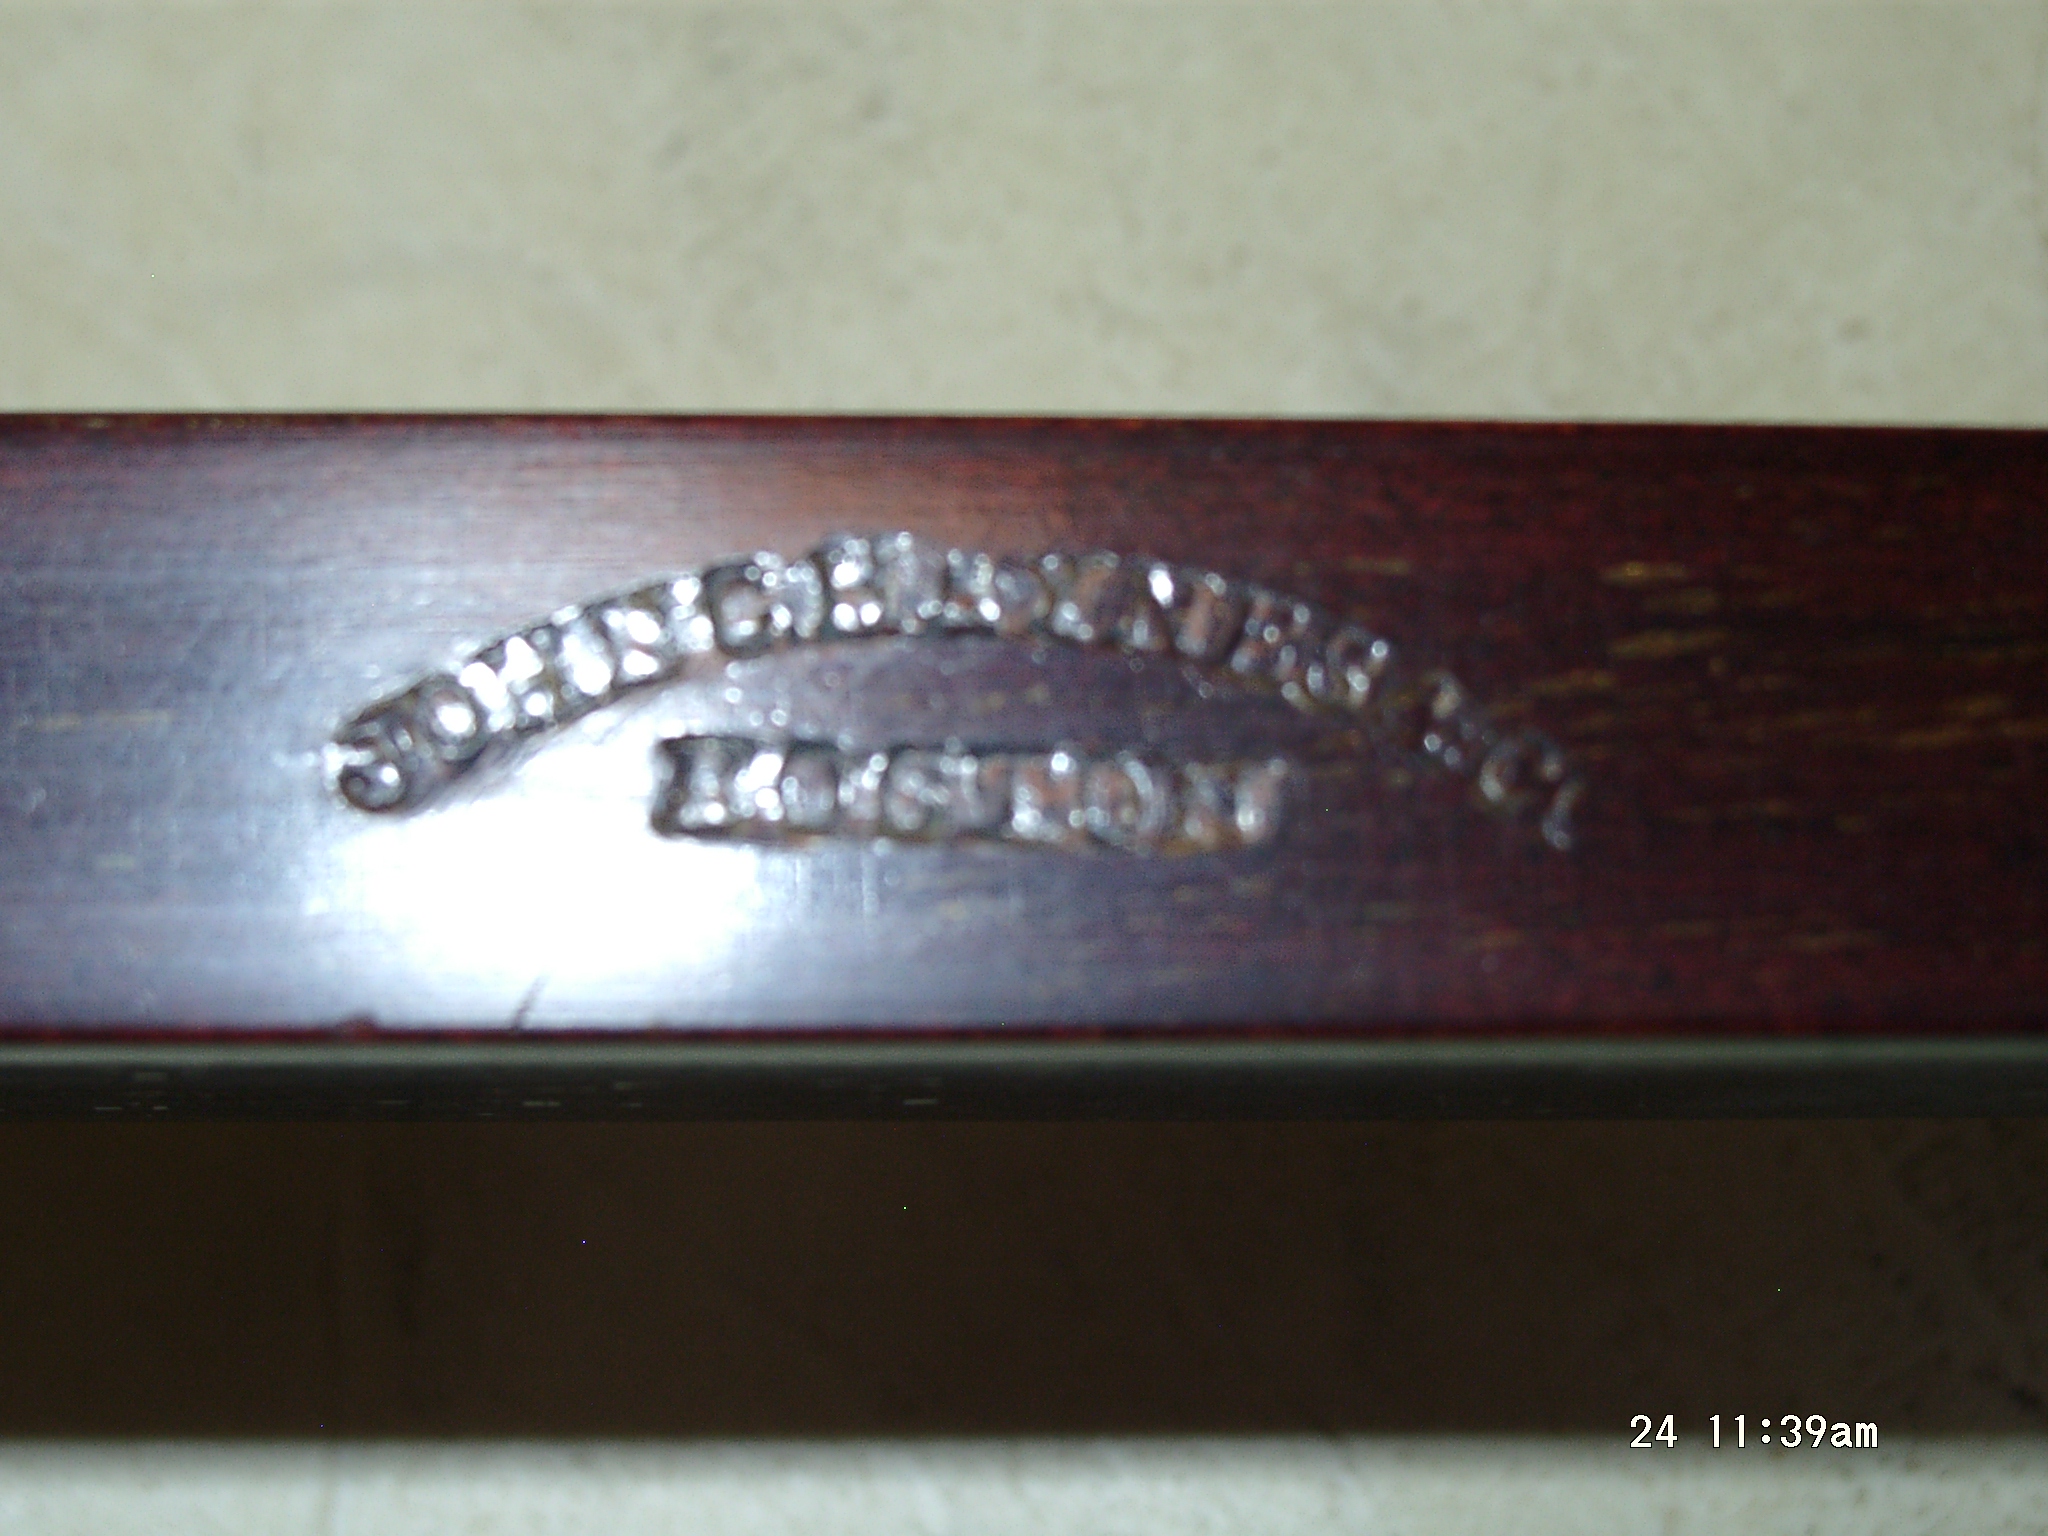 JOHN C. HAYNES & CO
BOSTON
24 11:39am